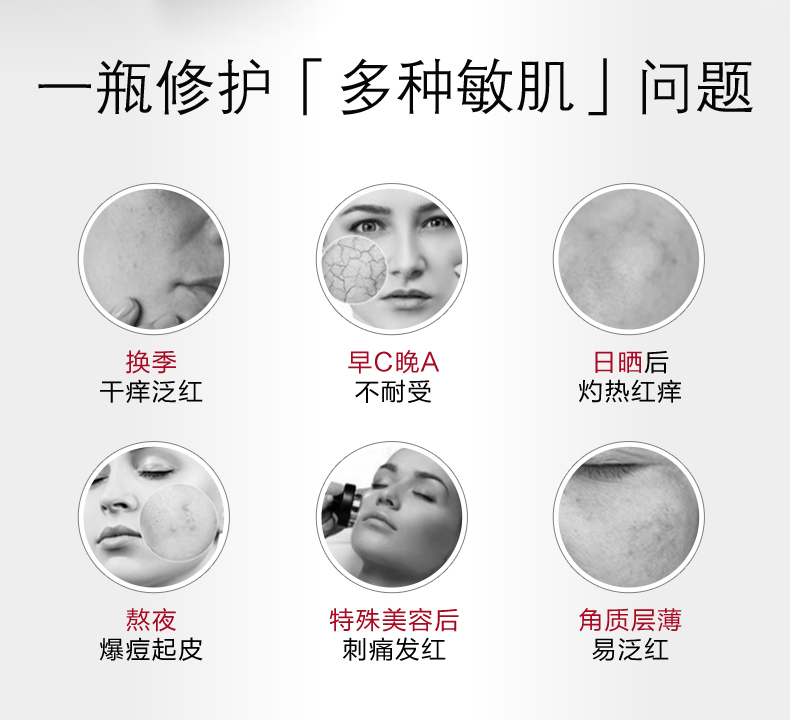 一瓶修护「多种敏肌」问题
换季
干痒泛红
早C晚A
不耐受
日晒后
灼热红痒
熬夜
爆痘起皮
特殊美容后
刺痛发红
角质层薄
易泛红